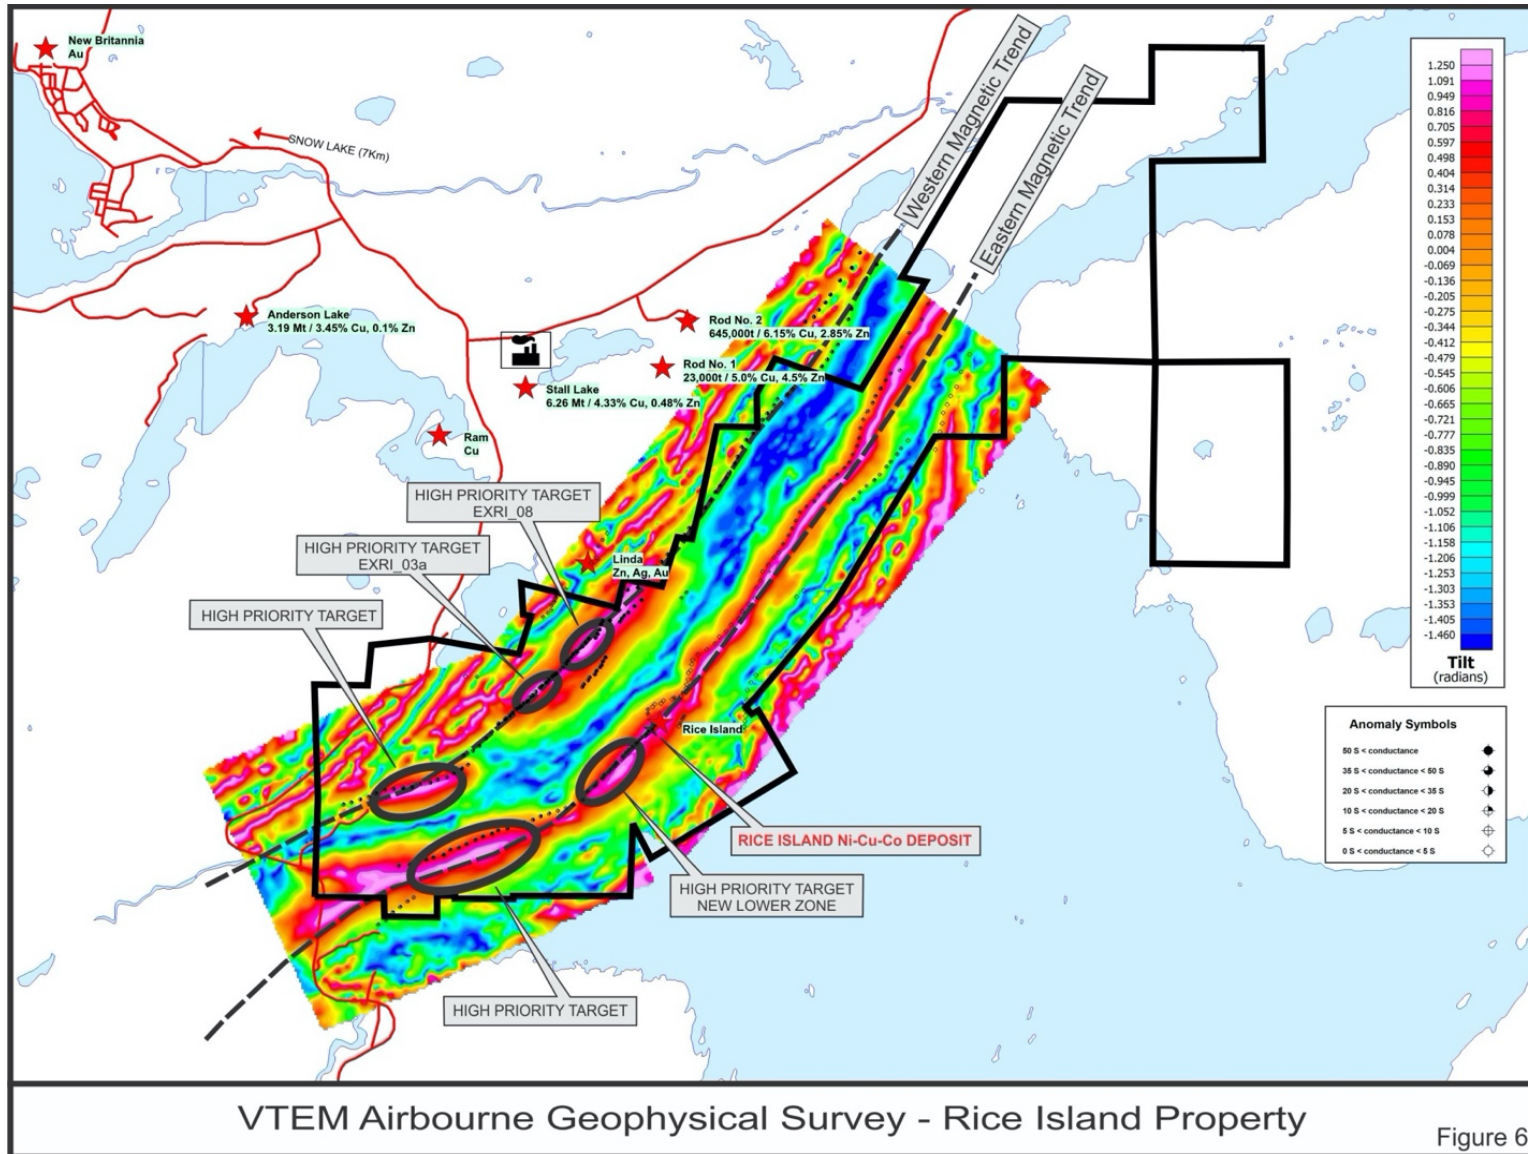 New Britannia
Au
SNOW LAKE (7Km)
Anderson Lake
3.19 Mt / 3.45% Cu, 0.1% Zn
Rod No. 2
645,000t / 6.15% Cu, 2.85% Zn
Rod No. 1
23,000t / 5.0% Cu, 4.5% Zn
Stall Lake
6.26 Mt / 4.33% Cu, 0.48% Zn
Ram
Cu
Western Magnetic Trend
Eastern Magnetic Trend
HIGH PRIORITY TARGET
EXRI_08
HIGH PRIORITY TARGET
EXRI_03a
HIGH PRIORITY TARGET
Linda
Zn, Ag, Au
Rice Island
RICE ISLAND Ni-Cu-Co DEPOSIT
HIGH PRIORITY TARGET
NEW LOWER ZONE
HIGH PRIORITY TARGET
1.250
1.091
0.949
0.816
0.705
0.597
0.498
0.404
0.314
0.233
0.153
0.078
0.004
-0.069
-0.136
-0.205
-0.275
-0.344
-0.412
-0.479
-0.545
-0.606
-0.665
-0.721
-0.777
-0.835
-0.890
-0.945
-0.999
-1.052
-1.106
-1.158
-1.206
-1.253
-1.303
-1.353
-1.405
-1.460
Tilt
(radians)
Anomaly Symbols
50 S < conductance
35 S < conductance < 50 S
20 S < conductance < 35 S
10 S < conductance < 20 S
5 S < conductance < 10 S
0 S < conductance < 5 S
VTEM Airbourne Geophysical Survey - Rice Island Property
Figure 6